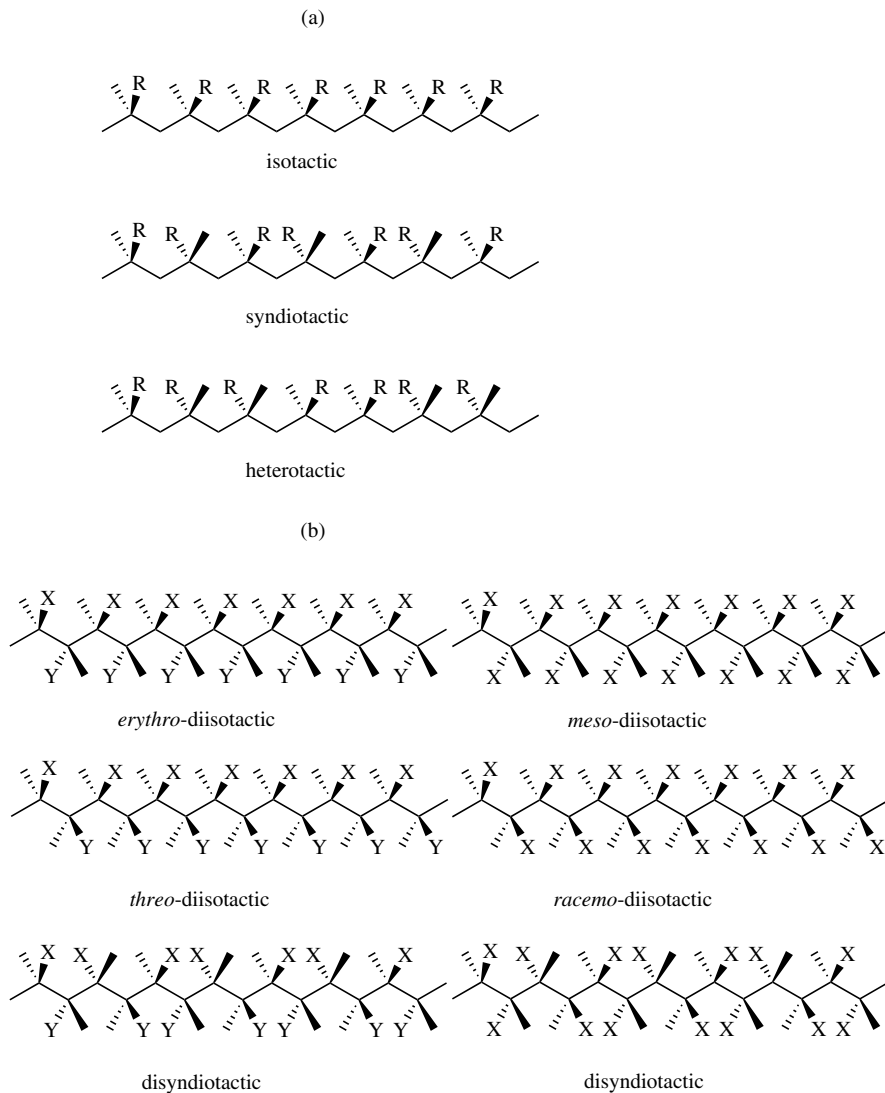 (a)
R R R R R R R
isotactic
R R R R R R R
syndiotactic
R R R R R R R
heterotactic
(b)
X X X X X X X X X X X X X X
Y Y Y Y Y Y Y X X X X X X X
erythro-diisotactic meso-diisotactic
X X X X X X X X X X X X X X
Y Y Y Y Y Y Y X X X X X X X
threo-diisotactic racemo-diisotactic
X X X X X X X X X X X X X X
Y Y Y Y Y Y Y X X X X X X X
disyndiotactic disyndiotactic